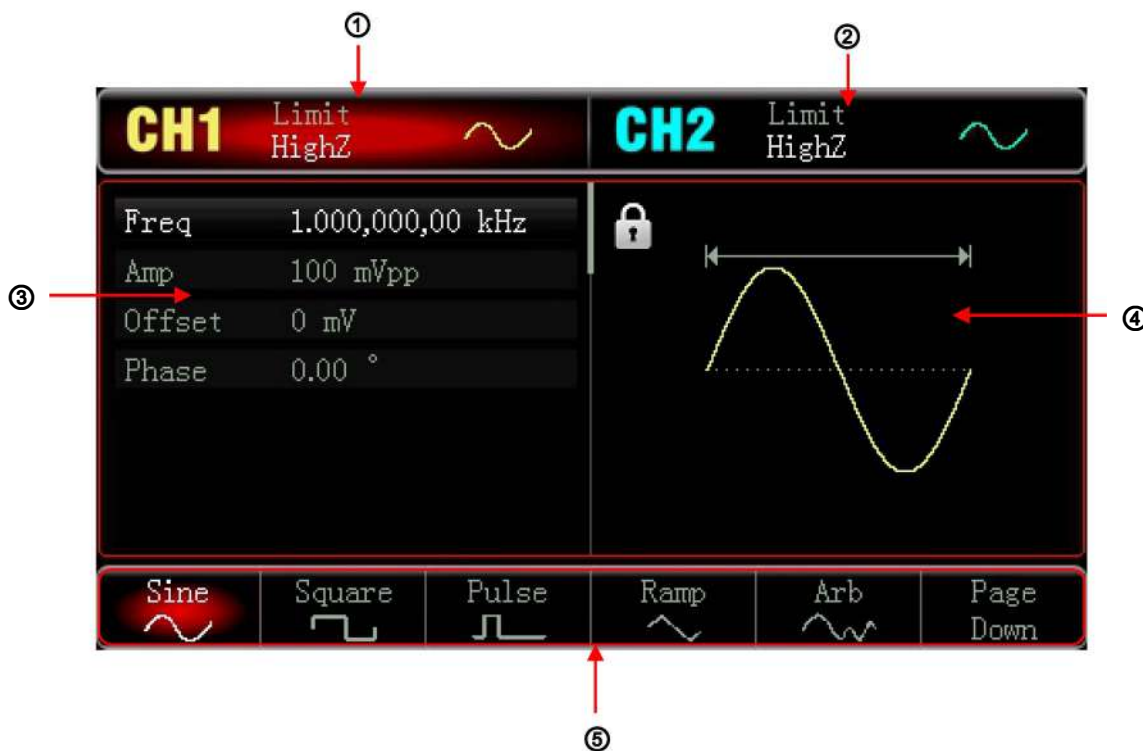 ① ②
CH1 Limit HighZ CH2 Limit HighZ
Freq 1.000,000,00 kHz
Amp 100 mVpp
③
④
Offset 0 mV
Phase 0.00 °
Sine Square Pulse Ramp Arb Page Down
⑤